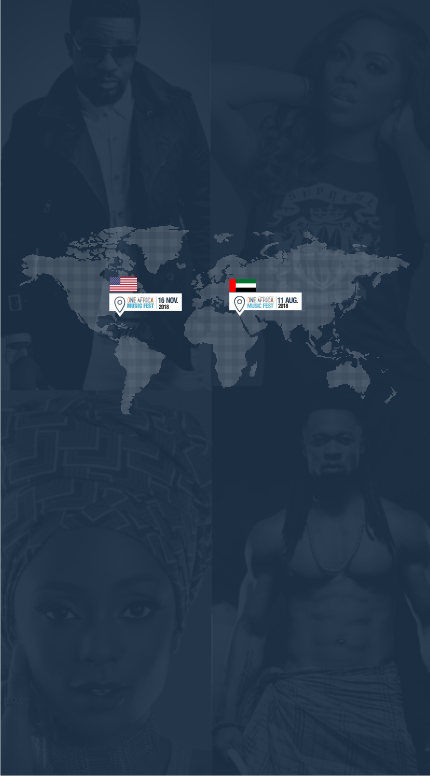 ONE AFRICA
MUSIC FEST
16 NOV.
2018
ONE AFRICA
MUSIC FEST
11 AUG.
2018